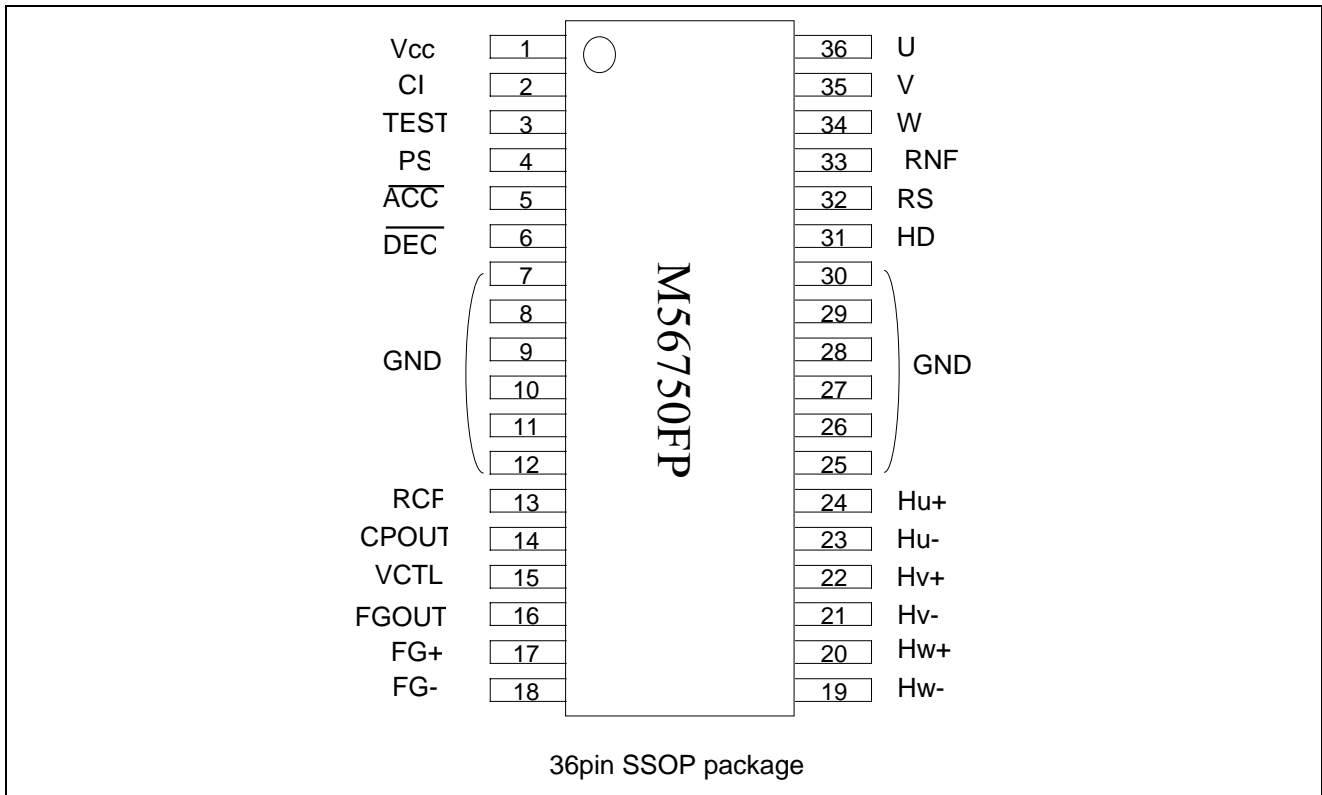 Vcc 1 36 U
CI 2 35 V
TEST 3 34 W
PS 4 33 RNF
ACC 5 32 RS
DEC 6 31 HD
7 30
8 29
GND 9 28 GND
10 27
11 26
12 25
RCP 13 24 Hu+
CPOUT 14 23 Hu-
VCTL 15 22 Hv+
FGOUT 16 21 Hv-
FG+ 17 20 Hw+
FG- 18 19 Hw-
M56750FP
36pin SSOP package